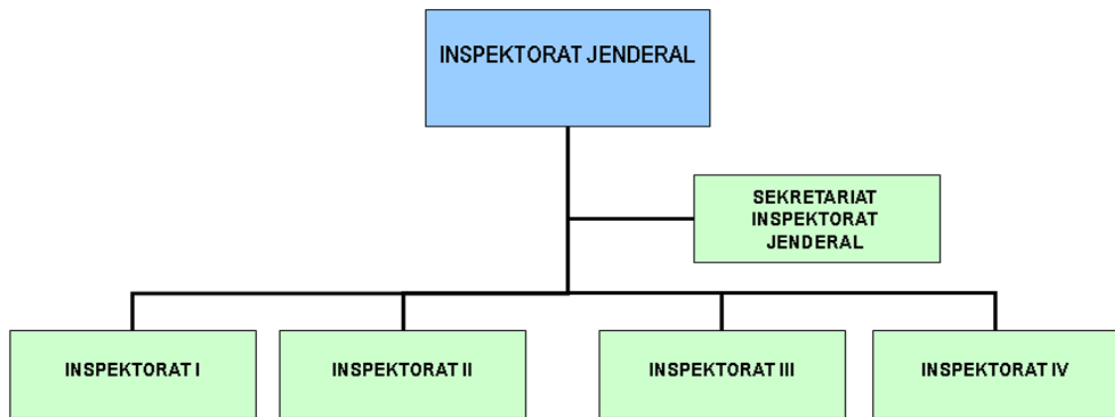 INSPEKTORAT JENDERAL
SEKRETARIAT
INSPEKTORAT
JENDERAL
INSPEKTORAT I
INSPEKTORAT II
INSPEKTORAT III
INSPEKTORAT IV